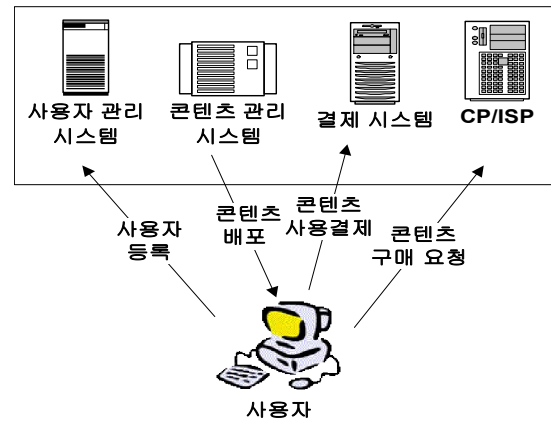 사용자 관리
시스템
콘텐츠 관리
시스템
결제 시스템
CP/ISP
사용자
등록
콘텐츠
배포
콘텐츠
사용결제
콘텐츠
구매 요청
사용자